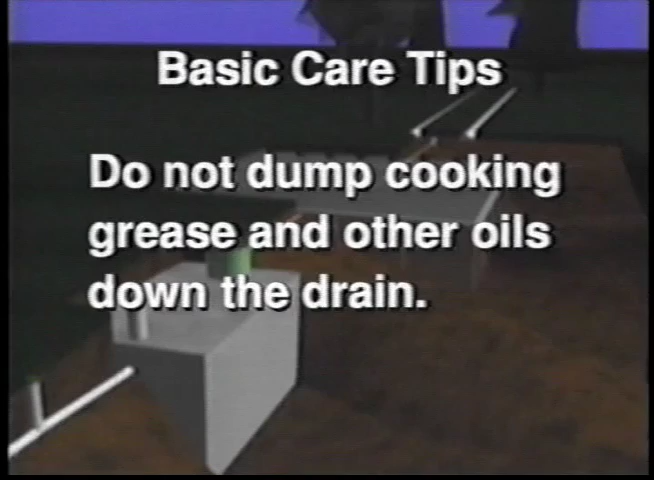 Basic Care Tips
Do not dump cooking
grease and other oils
down the drain.